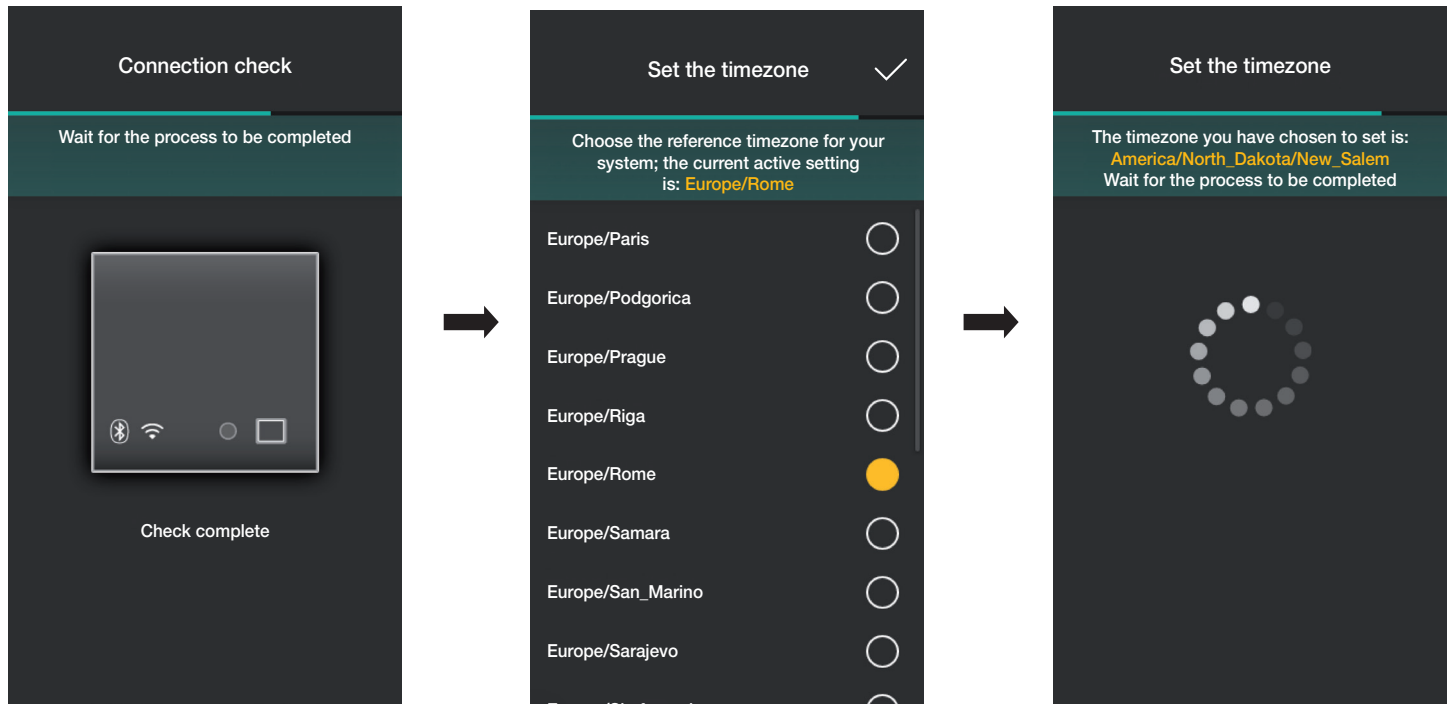 Connection check
Wait for the process to be completed
Check complete
Set the timezone
Choose the reference timezone for your
system; the current active setting
is: Europe/Rome
Europe/Paris
Europe/Podgorica
Europe/Prague
Europe/Riga
Europe/Rome
Europe/Samara
Europe/San_Marino
Europe/Sarajevo
Set the timezone
The timezone you have chosen to set is:
America/North_Dakota/New_Salem
Wait for the process to be completed